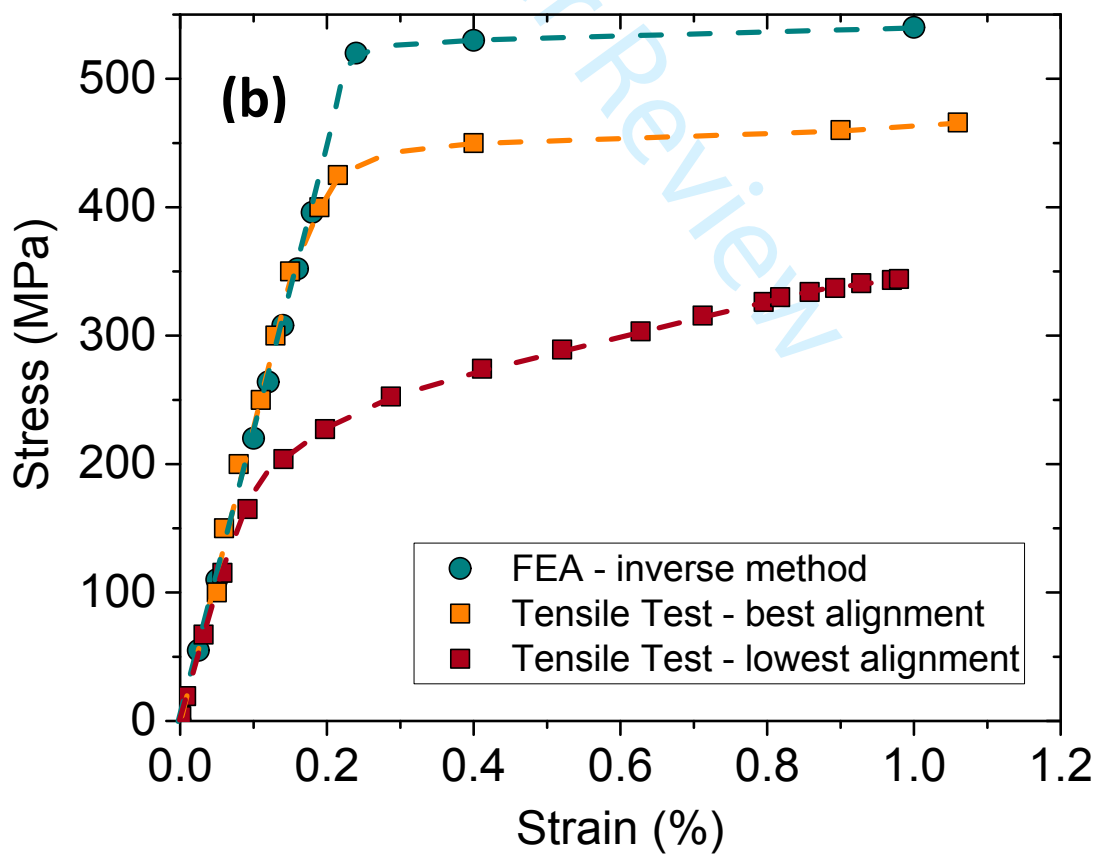 r Review
(b)
500
400
300
200
100
0
Stress (MPa)
FEA - inverse method
Tensile Test - best alignment
Tensile Test - lowest alignment
0.0 0.2 0.4 0.6 0.8 1.0 1.2
Strain (%)